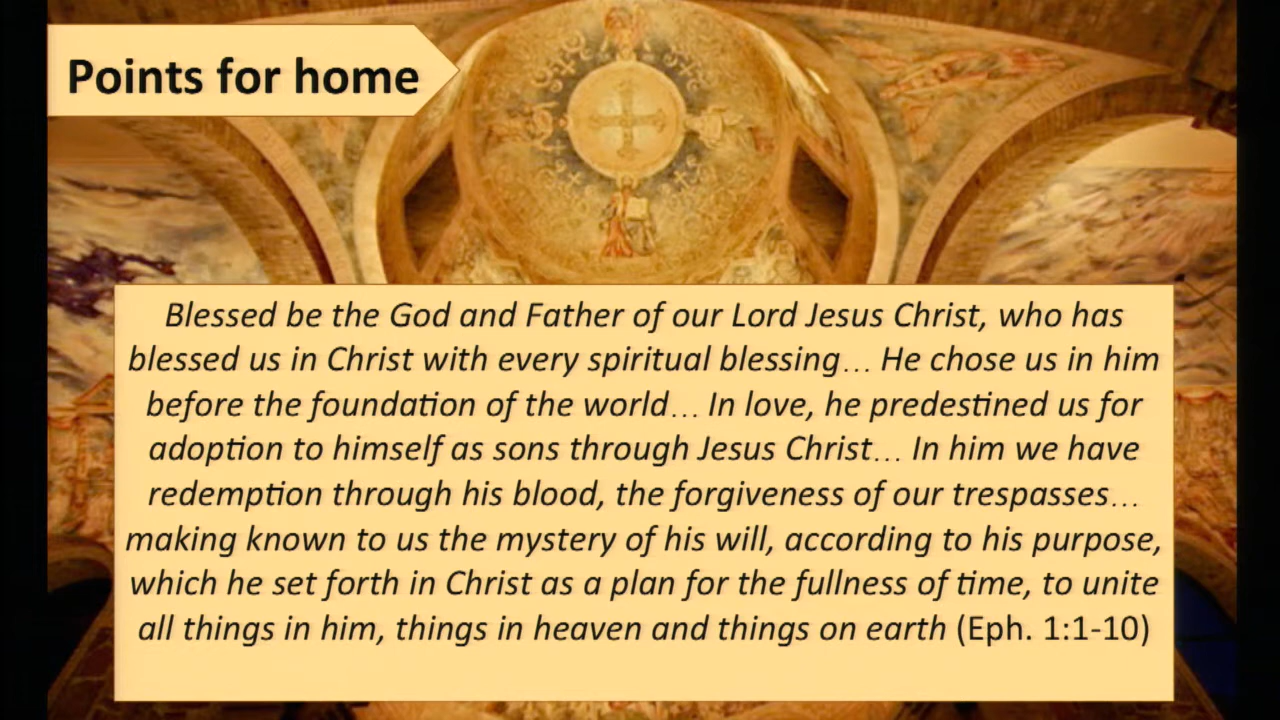 Points for home
Blessed be the God and Father of our Lord Jesus Christ, who has
blessed us in Christ with every spiritual blessing… He chose us in him
before the foundation of the world… In love, he predestined us for
adoption to himself as sons through Jesus Christ… In him we have
redemption through his blood, the forgiveness of our trespasses…
making known to us the mystery of his will, according to his purpose,
which he set forth in Christ as a plan for the fullness of time, to unite
all things in him, things in heaven and things on earth (Eph. 1:1-10)